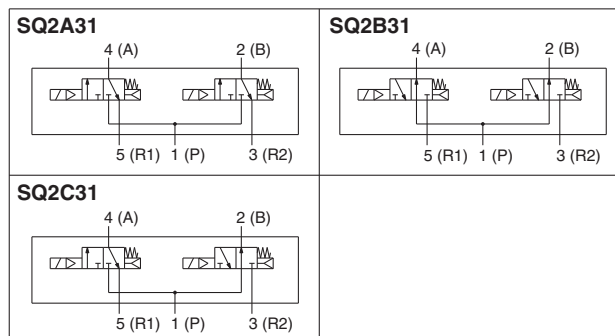 SQ2A31
4 (A) 2 (B)
5 (R1) 1 (P) 3 (R2)
SQ2B31
4 (A) 2 (B)
5 (R1) 1 (P) 3 (R2)
SQ2C31
4 (A) 2 (B)
5 (R1) 1 (P) 3 (R2)